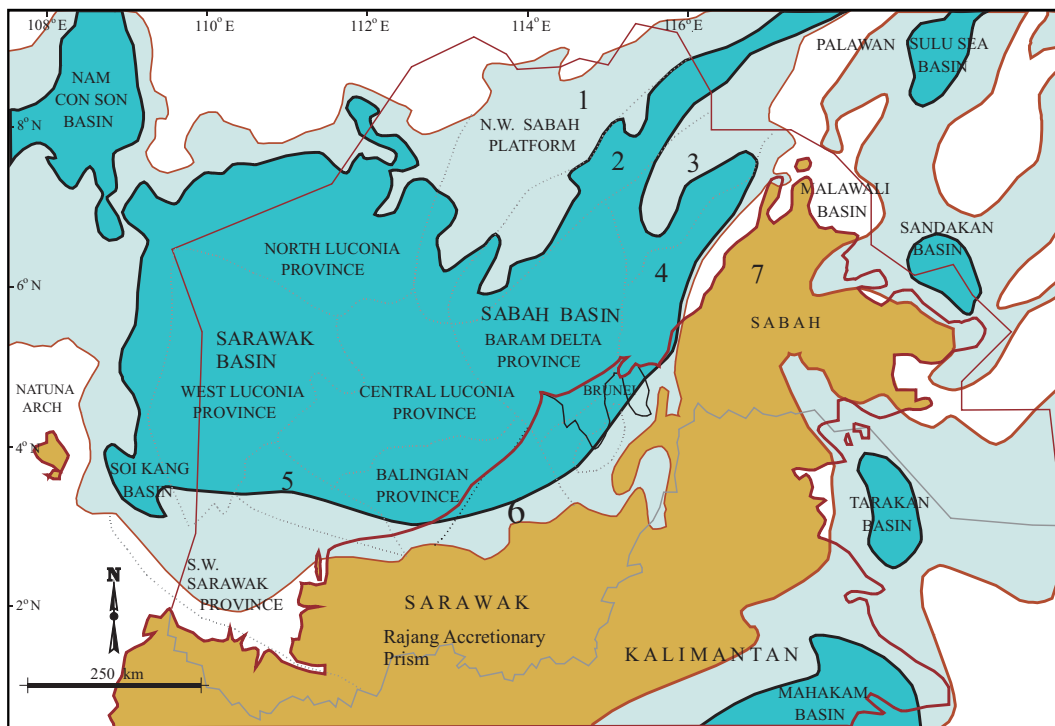 108° E
110° E
112° E
114° E
116° E
PALAWAN
SULU SEA
BASIN
NAM
CON SON
BASIN
8° N
1
N.W. SABAH
PLATFORM
2
3
MALAWALI
BASIN
SANDAKAN
BASIN
NORTH LUCONIA
PROVINCE
6° N
4
7
SABAH BASIN
BARAM DELTA
PROVINCE
SABAH
SARAWAK
BASIN
NATUNA
ARCH
WEST LUCONIA
PROVINCE
CENTRAL LUCONIA
PROVINCE
BRUNEI
4° N
SOI KANG
BASIN
5
BALINGIAN
PROVINCE
6
TARAKAN
BASIN
S.W.
SARAWAK
PROVINCE
N
2° N
SARAWAK
Rajang Accretionary
Prism
KALIMANTAN
250 km
MAHAKAM
BASIN